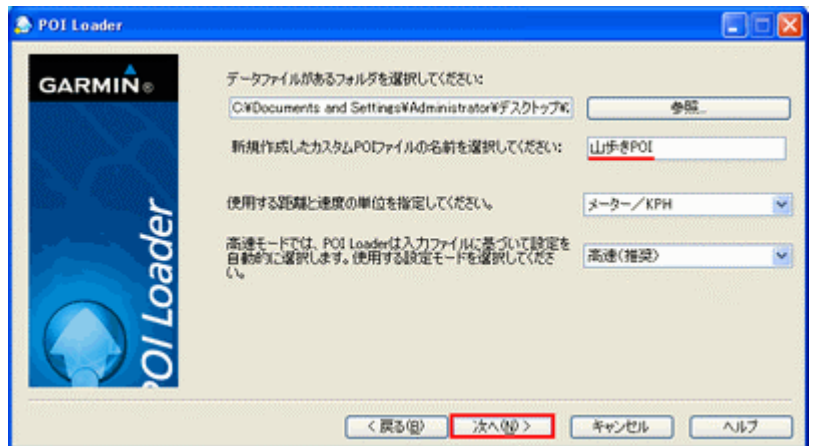 POI Loader
GARMIN®
データファイルがあるフォルダを選択してください:
C:¥Documents and Settings¥Administrator¥デスクトップ¥
参照...
新規作成したカスタムPOIファイルの名前を選択してください:
山歩きPOI
使用する距離と速度の単位を指定してください。
メーター／KPH
高速モードでは、POI Loaderは入力ファイルに基づいて設定を
自動的に選択します。使用する設定モードを選択してくださ
い。
高速(推奨)
POI Loader
< 戻る(B)
次へ(N) >
キャンセル
ヘルプ